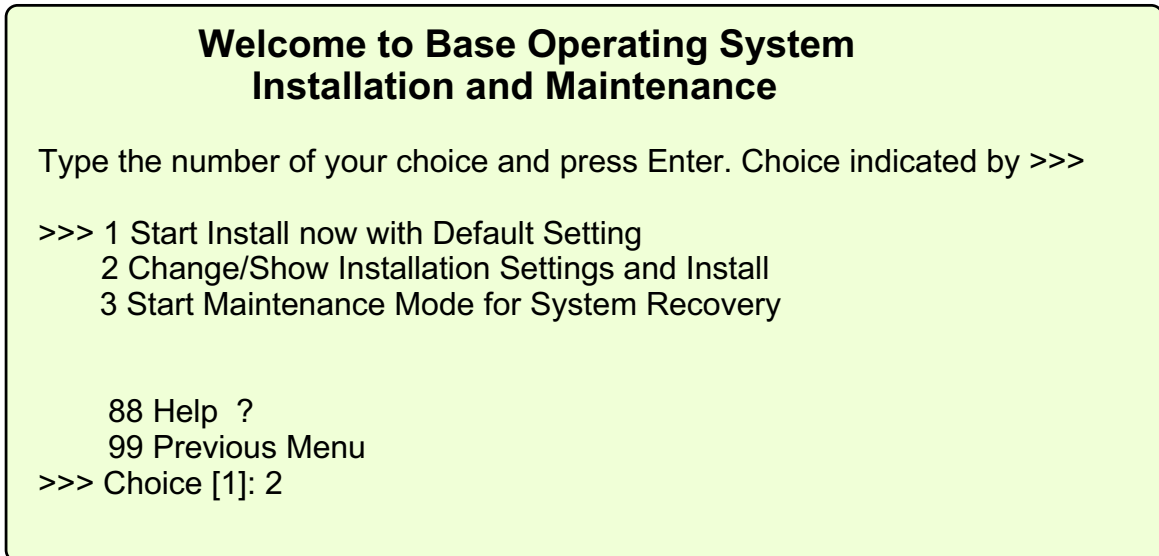 Welcome to Base Operating System
Installation and Maintenance
Type the number of your choice and press Enter. Choice indicated by >>>
>>> 1 Start Install now with Default Setting
2 Change/Show Installation Settings and Install
3 Start Maintenance Mode for System Recovery
88 Help ?
99 Previous Menu
>>> Choice [1]: 2